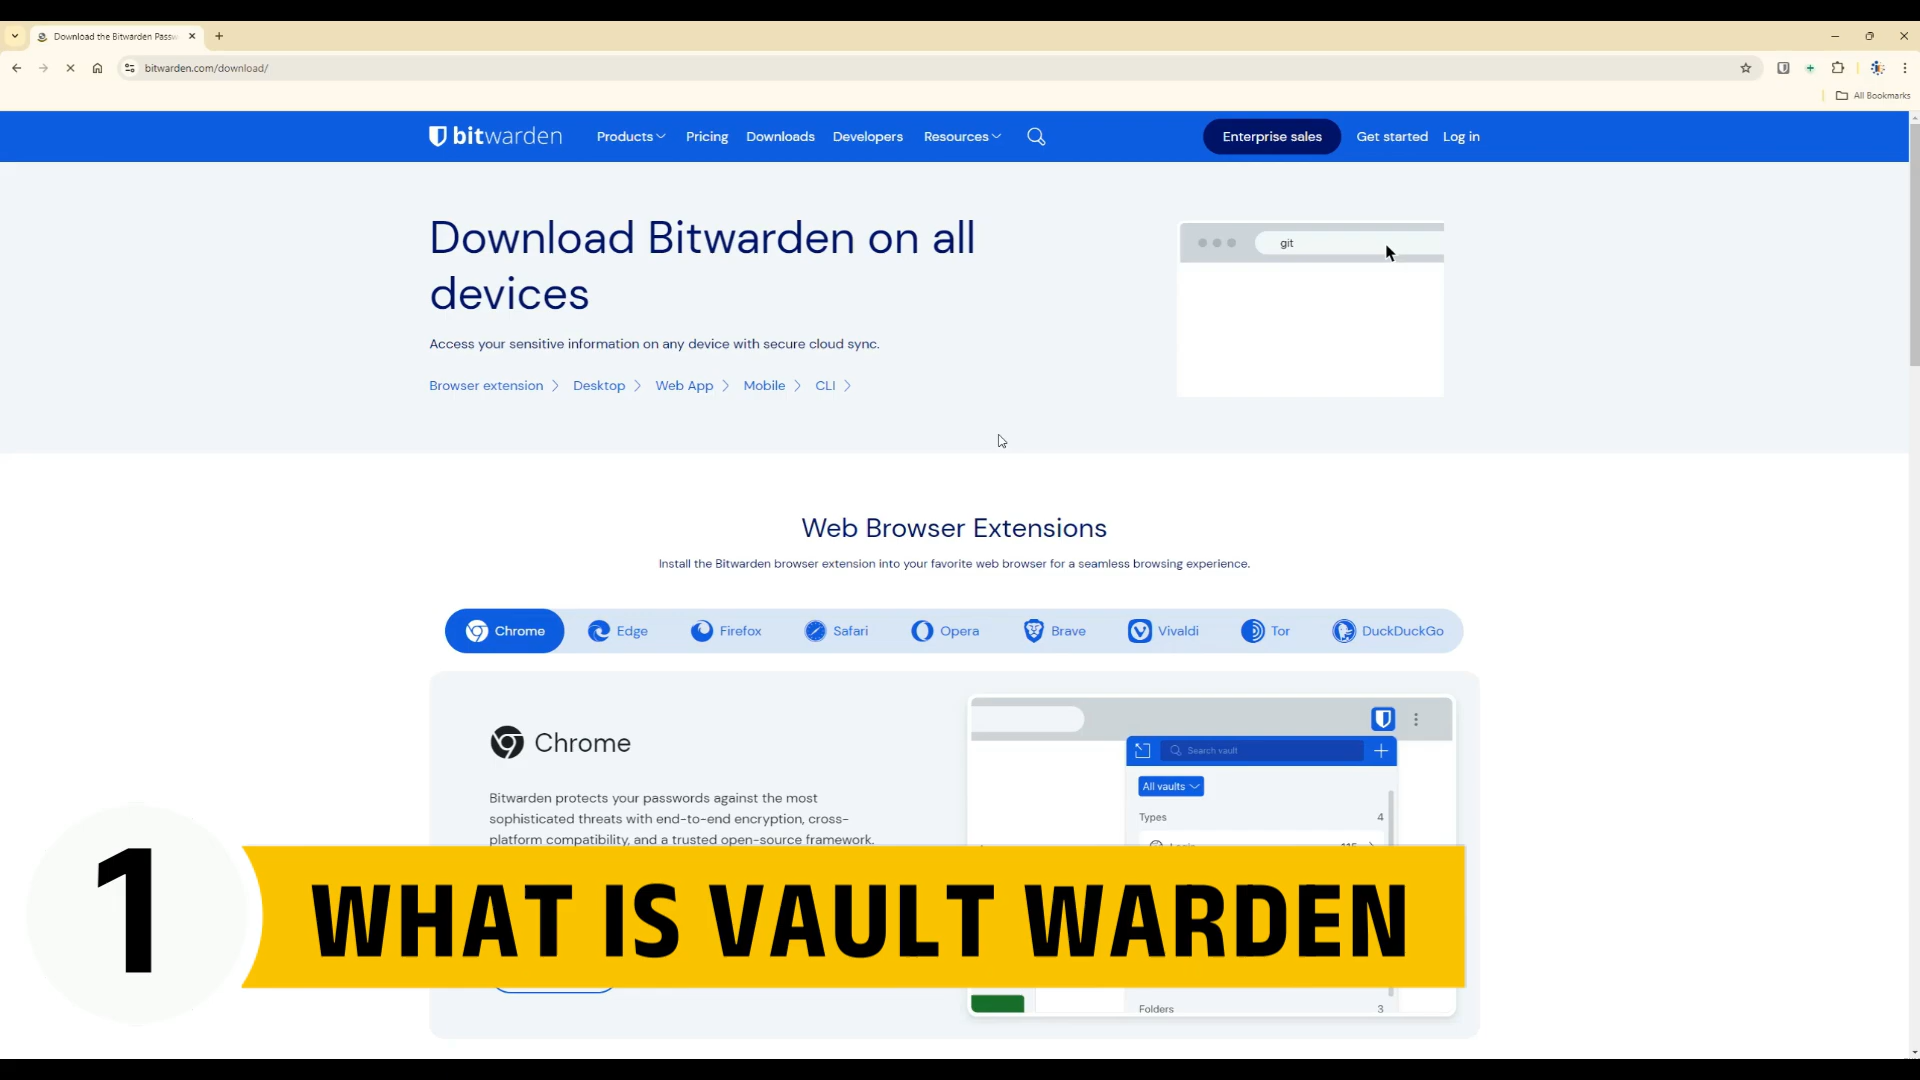 Download the Bitwarden Passw
bitwarden.com/download/
All Bookmarks
bitwarden
Products
Pricing
Downloads
Developers
Resources
Enterprise sales
Get started
Log in
Download Bitwarden on all
devices
git
Access your sensitive information on any device with secure cloud sync.
Browser extension
Desktop
Web App
Mobile
CLI
Web Browser Extensions
Install the Bitwarden browser extension into your favorite web browser for a seamless browsing experience.
Chrome
Edge
Firefox
Safari
Opera
Brave
Vivaldi
Tor
DuckDuckGo
Chrome
Search vault
All vaults
Types
4
Bitwarden protects your passwords against the most
sophisticated threats with end-to-end encryption, cross-
platform compatibility, and a trusted open-source framework.
1
WHAT IS VAULT WARDEN
Folders
3